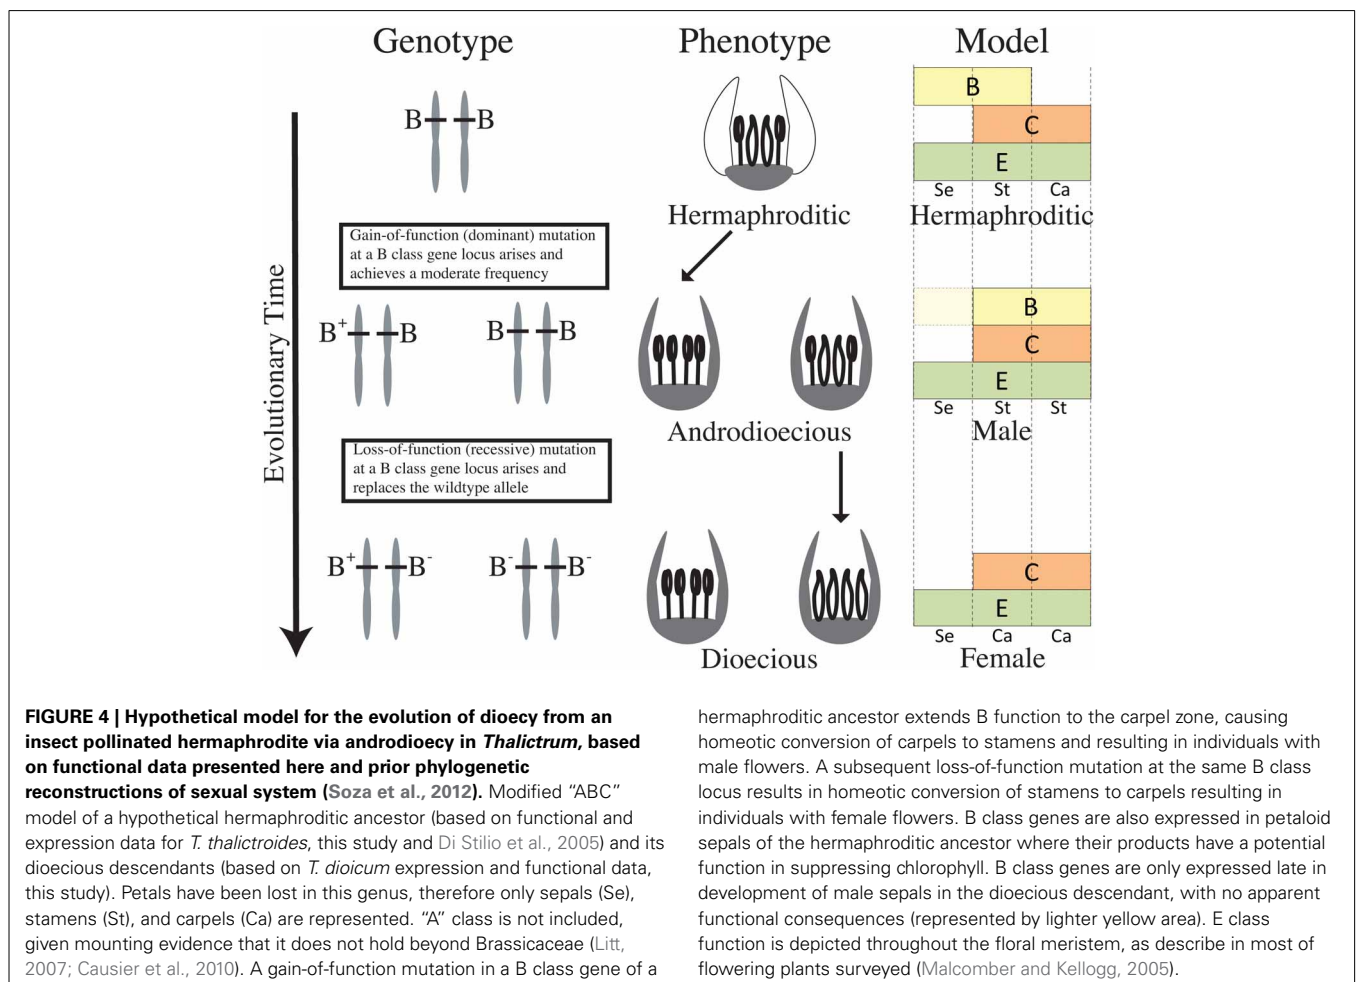 Genotype Phenotype Model
B B
B
C
E
Se St Ca
Hermaphroditic
Hermaphroditic
Evolutionary Time
Gain-of-function (dominant) mutation
at a B class gene locus arises and
achieves a moderate frequency
B+ B B B
B
C
E
Se St St
Androdioecious
Male
Loss-of-function (recessive) mutation
at a B class gene locus arises and
replaces the wildtype allele
B+ B- B- B-
C
E
Se Ca Ca
Dioecious
Female
FIGURE 4 | Hypothetical model for the evolution of dioecy from an
insect pollinated hermaphrodite via androdioecy in Thalictrum, based
on functional data presented here and prior phylogenetic
reconstructions of sexual system (Soza et al., 2012). Modified “ABC”
model of a hypothetical hermaphroditic ancestor (based on functional and
expression data for T. thalictroides, this study and Di Stilio et al., 2005) and its
dioecious descendants (based on T. dioicum expression and functional data,
this study). Petals have been lost in this genus, therefore only sepals (Se),
stamens (St), and carpels (Ca) are represented. “A” class is not included,
given mounting evidence that it does not hold beyond Brassicaceae (Litt,
2007; Causier et al., 2010). A gain-of-function mutation in a B class gene of a
hermaphroditic ancestor extends B function to the carpel zone, causing
homeotic conversion of carpels to stamens and resulting in individuals with
male flowers. A subsequent loss-of-function mutation at the same B class
locus results in homeotic conversion of stamens to carpels resulting in
individuals with female flowers. B class genes are also expressed in petaloid
sepals of the hermaphroditic ancestor where their products have a potential
function in suppressing chlorophyll. B class genes are only expressed late in
development of male sepals in the dioecious descendant, with no apparent
functional consequences (represented by lighter yellow area). E class
function is depicted throughout the floral meristem, as describe in most of
flowering plants surveyed (Malcomber and Kellogg, 2005).